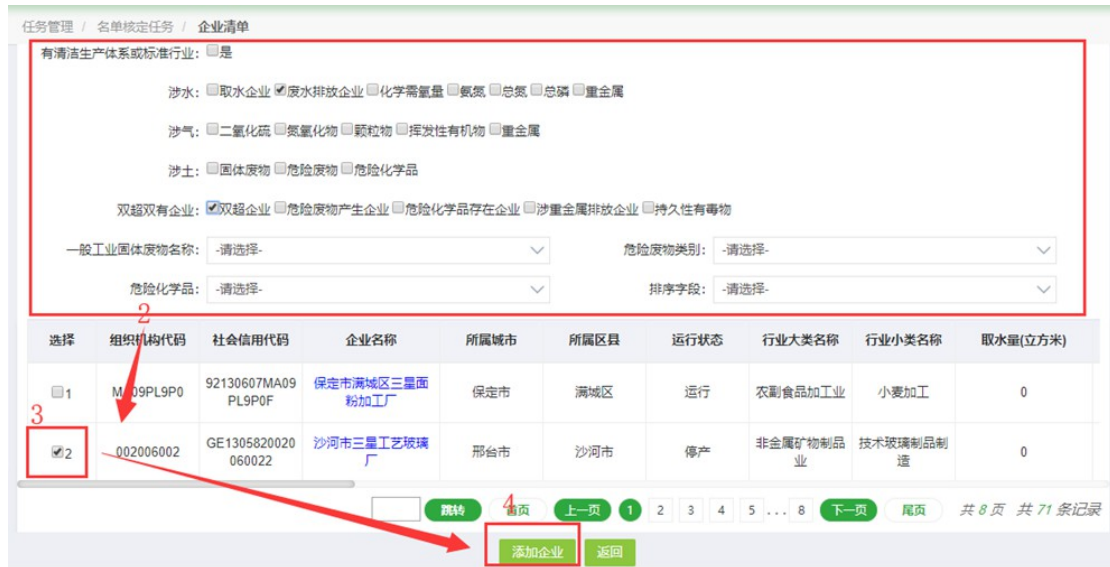 任务管理 / 名单核定任务 / 企业清单
有清洁生产体系或标准行业: 是
涉水: 取水企业 废水排放企业 化学需氧量 氨氮 总氮 总磷 重金属
涉气: 二氧化硫 氮氧化物 颗粒物 挥发性有机物 重金属
涉土: 固体废物 危险废物 危险化学品
双超双有企业: 双超企业 危险废物产生企业 危险化学品存在企业 涉重金属排放企业 持久性有毒物
一般工业固体废物名称: -请选择- 危险废物类别: -请选择-
危险化学品: -请选择- 排序字段: -请选择-
2
选择 组织机构代码 社会信用代码 企业名称 所属城市 所属区县 运行状态 行业大类名称 行业小类名称 取水量(立方米)
1 MA09PL9P0 92130607MA09PL9P0F 保定市满城区三星面粉加工厂 保定市 满城区 运行 农副食品加工业 小麦加工 0
3
2 002006002 GE1305820020060022 沙河市三星工艺玻璃厂 邢台市 沙河市 停产 非金属矿物制品业 技术玻璃制品制造 0
跳转 首页 上一页 1 2 3 4 5 ... 8 下一页 尾页 共 8 页 共 71 条记录
4
添加企业 返回